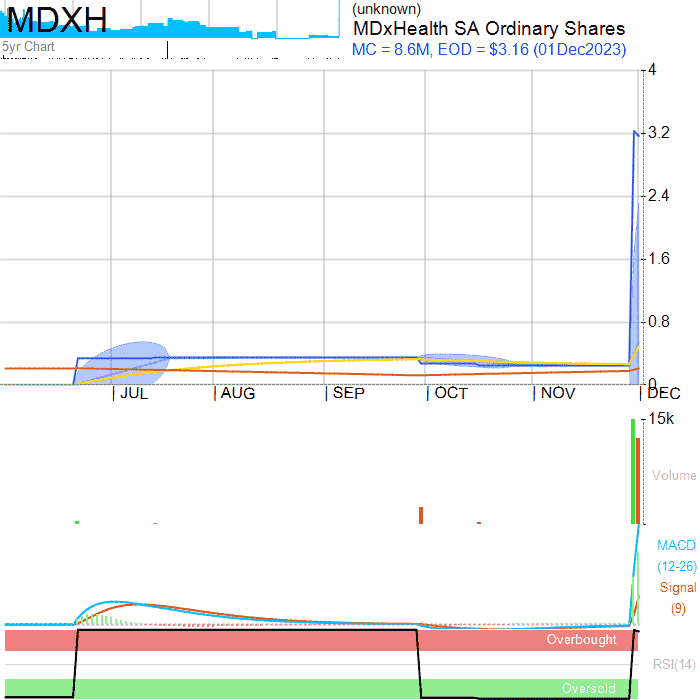 MDXH
(unknown)
MDxHealth SA Ordinary Shares
5yr Chart
MC = 8.6M, EOD = $3.16 (01Dec2023)
4
3.2
2.4
1.6
0.8
0
JUL
AUG
SEP
OCT
NOV
DEC
15k
Volume
MACD
(12-26)
Signal
(9)
Overbought
RSI(14)
Oversold